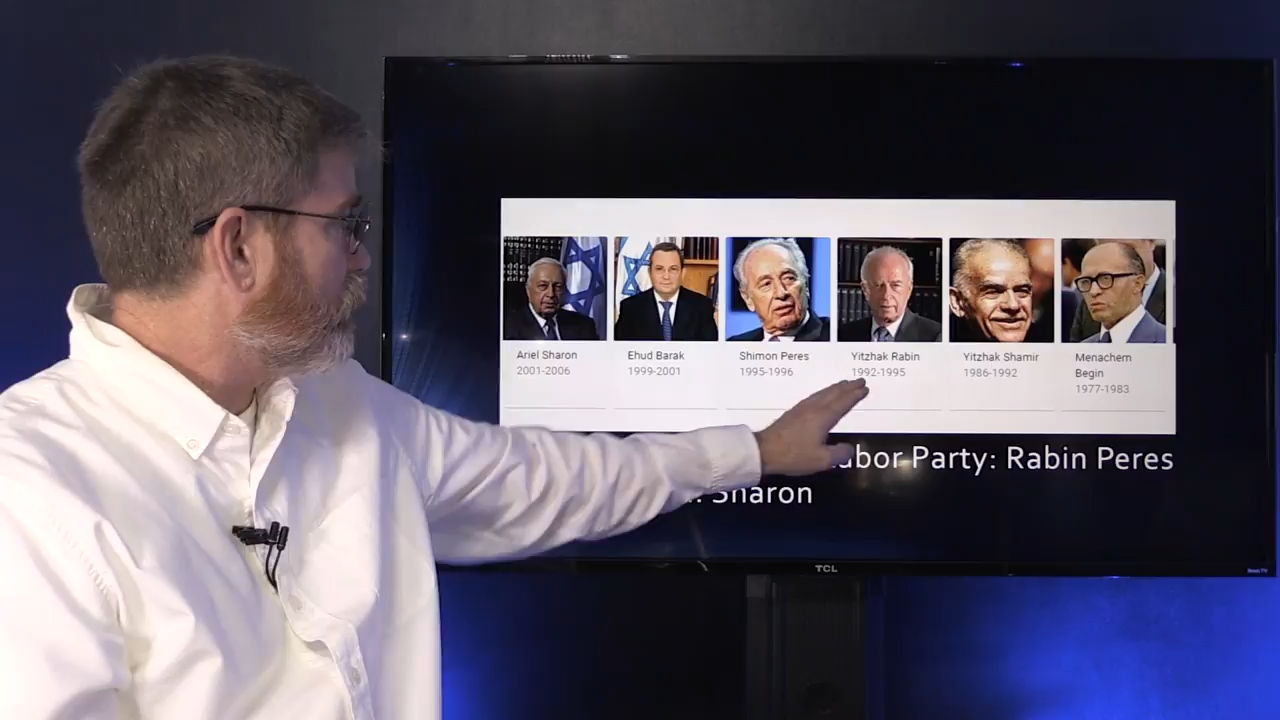 Ariel Sharon
2001-2006
Ehud Barak
1999-2001
Shimon Peres
1995-1996
Yitzhak Rabin
1992-1995
Yitzhak Shamir
1986-1992
Menachem
Begin
1977-1983
Party: Rabin Peres
Sharon
TCL